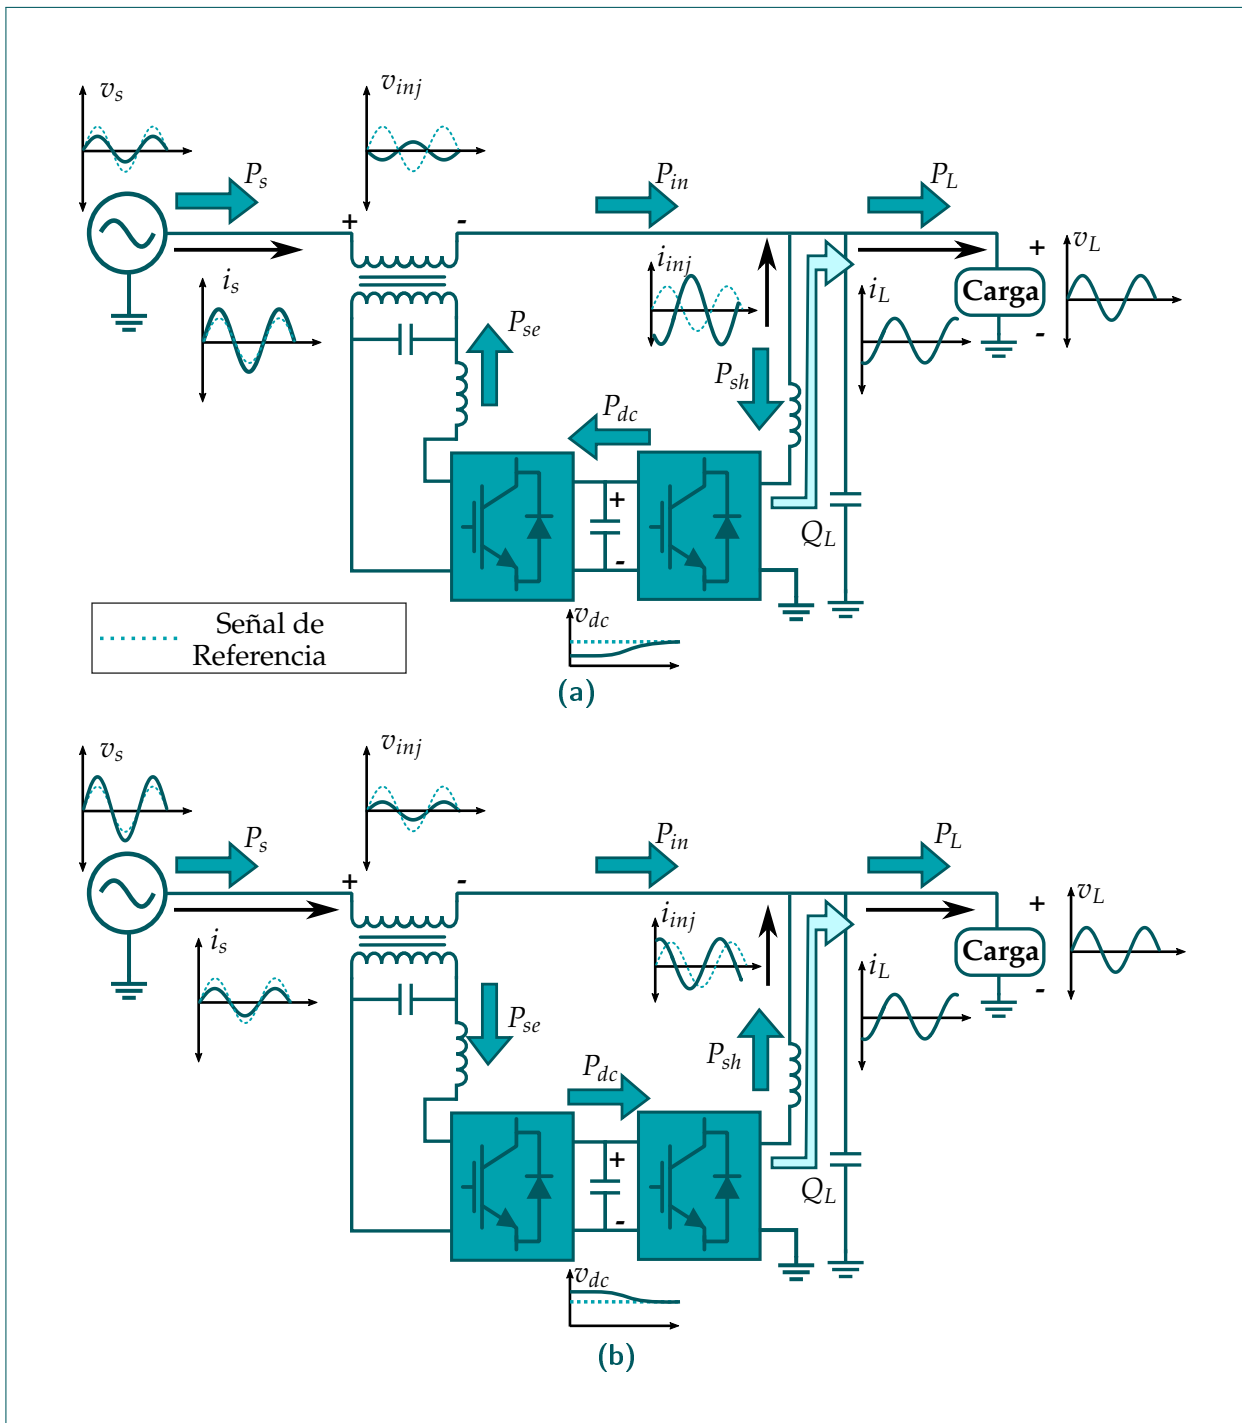 v_s
v_inj
P_s
P_in
P_L
+
-
i_s
i_inj
i_L
+
v_L
Carga
-
P_se
P_sh
P_dc
+
-
Q_L
v_dc
Señal de
Referencia
(a)
v_s
v_inj
P_s
P_in
P_L
+
-
i_s
i_inj
i_L
+
v_L
Carga
-
P_se
P_sh
P_dc
+
-
Q_L
v_dc
(b)